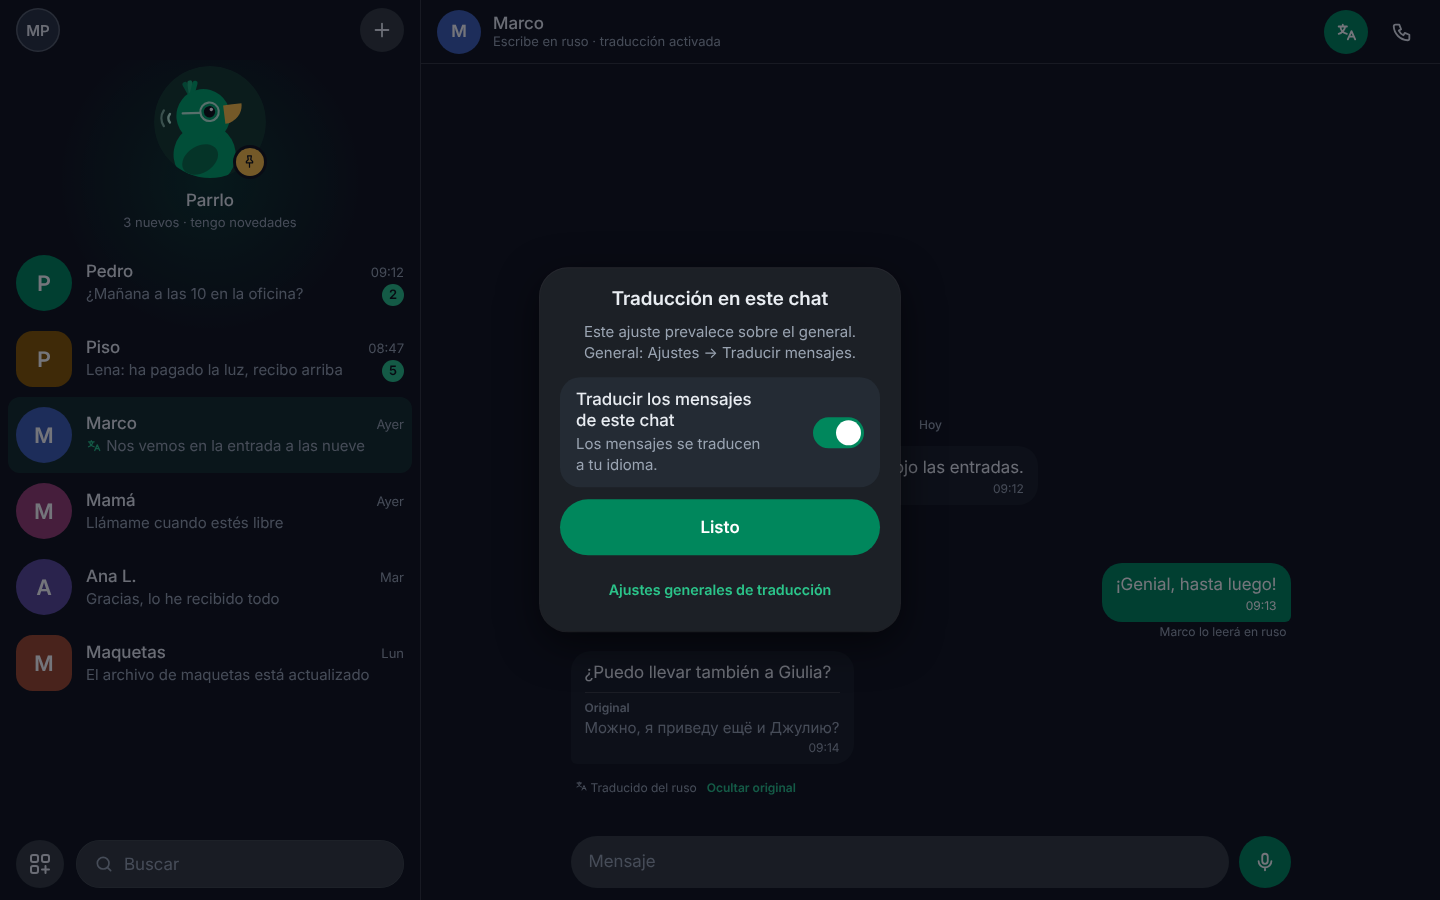 MP
Parrlo
3 nuevos · tengo novedades
P
Pedro
09:12
¿Mañana a las 10 en la oficina?
2
P
Piso
08:47
Lena: ha pagado la luz, recibo arriba
5
M
Marco
Ayer
Nos vemos en la entrada a las nueve
M
Mamá
Ayer
Llámame cuando estés libre
A
Ana L.
Mar
Gracias, lo he recibido todo
M
Maquetas
Lun
El archivo de maquetas está actualizado
Buscar
M
Marco
Escribe en ruso · traducción activada
Hoy
las entradas.
09:12
¡Genial, hasta luego!
09:13
Marco lo leerá en ruso
¿Puedo llevar también a Giulia?
Original
Можно, я приведу ещё и Джулию?
09:14
Traducido del ruso Ocultar original
Mensaje
Traducción en este chat
Este ajuste prevalece sobre el general.
General: Ajustes → Traducir mensajes.
Traducir los mensajes
de este chat
Los mensajes se traducen
a tu idioma.
Listo
Ajustes generales de traducción